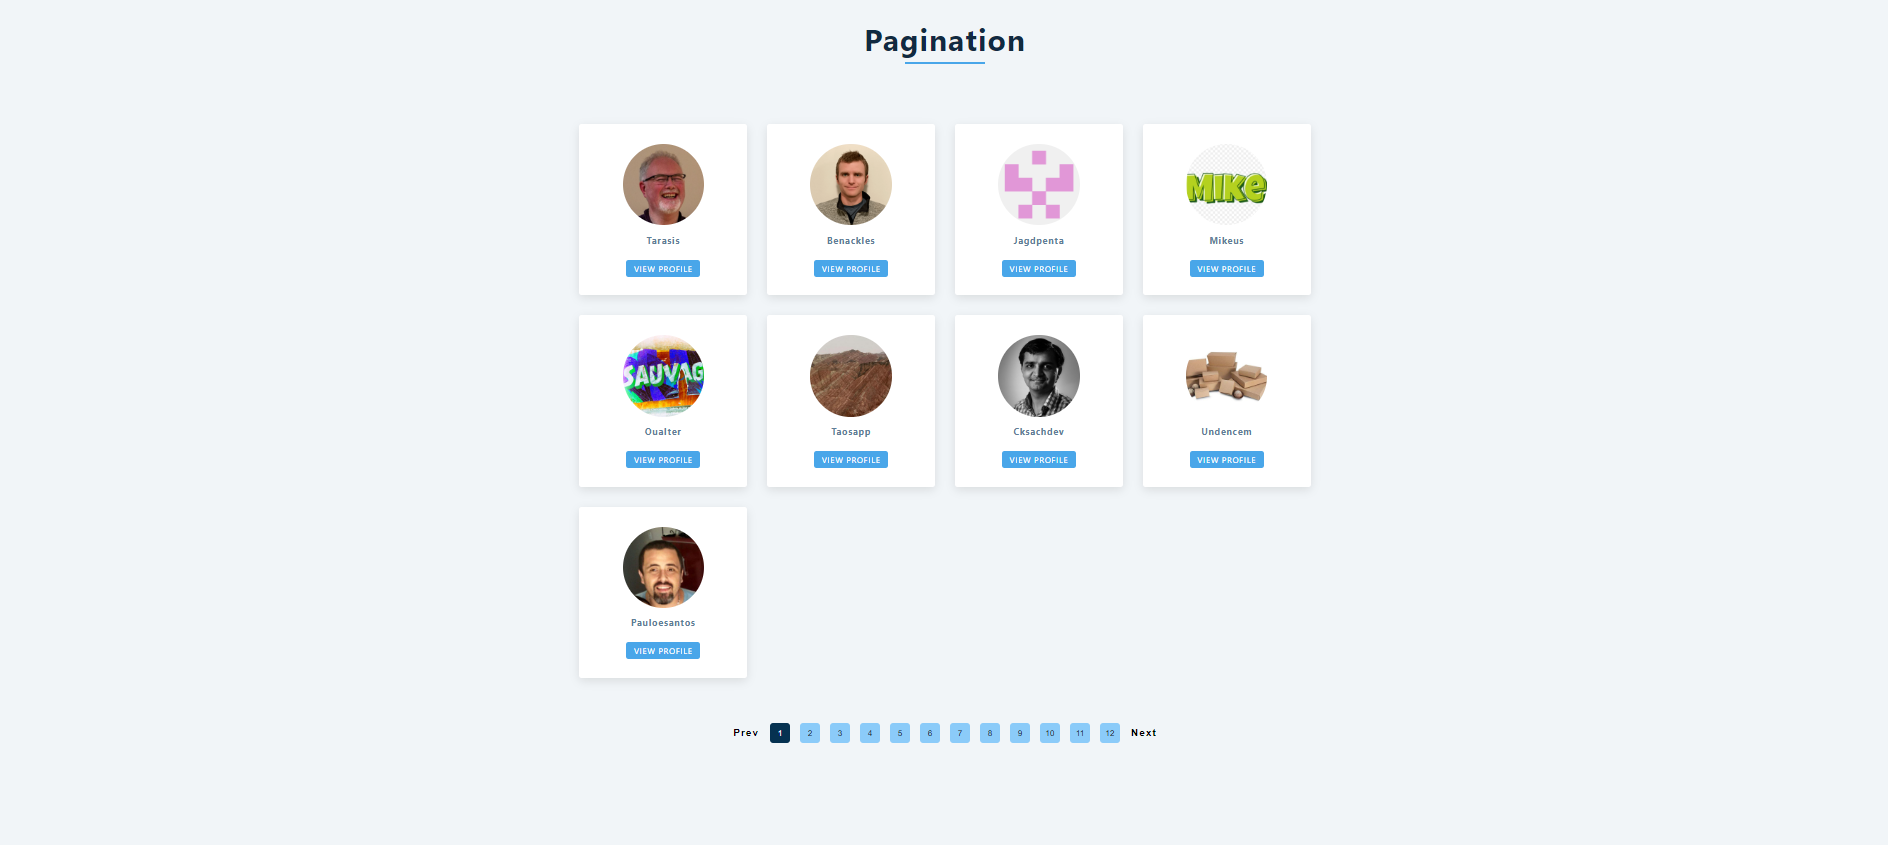 Pagination
MIKE
Tarasis
Benackles
Jagdpenta
Mikeus
VIEW PROFILE
VIEW PROFILE
VIEW PROFILE
VIEW PROFILE
SAUVAG
Oualter
Taosapp
Cksachdev
Undencem
VIEW PROFILE
VIEW PROFILE
VIEW PROFILE
VIEW PROFILE
Pauloesantos
VIEW PROFILE
Prev 1 2 3 4 5 6 7 8 9 10 11 12 Next